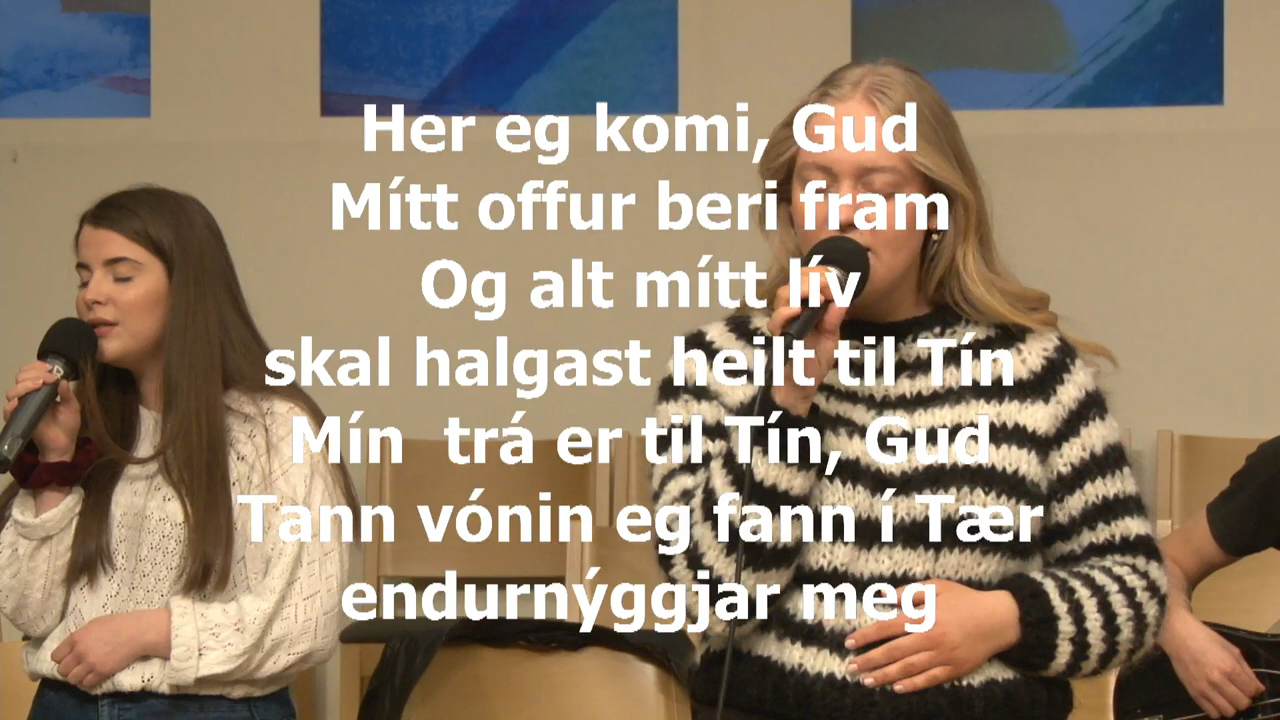 Her eg komi, Gud
Mítt offur beri fram
Og alt mítt lív
skal halgast heilt til Tín
Mín  trá er til Tín, Gud
Tann vónin eg fann í Tær
endurnýggjar meg